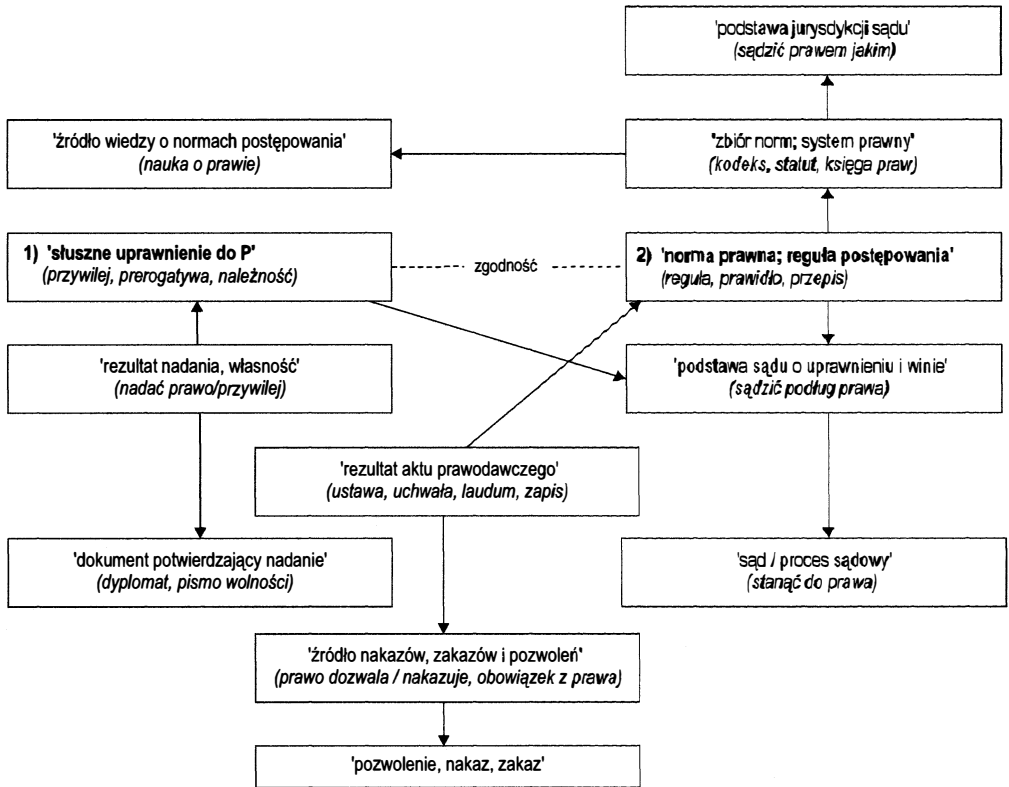 'podstawa jurysdykcji sądu'
(sądzić prawem jakim)
'źródło wiedzy o normach postępowania'
(nauka o prawie)
'zbiór norm; system prawny'
(kodeks, statut, księga praw)
1) 'słuszne uprawnienie do P'
(przywilej, prerogatywa, należność)
zgodność
2) 'norma prawna; reguła postępowania'
(reguła, prawidło, przepis)
'rezultat nadania, własność'
(nadać prawo/przywilej)
'podstawa sądu o uprawnieniu i winie'
(sądzić podług prawa)
'rezultat aktu prawodawczego'
(ustawa, uchwała, laudum, zapis)
'dokument potwierdzający nadanie'
(dyplomat, pismo wolności)
'sąd / proces sądowy'
(stanąć do prawa)
'źródło nakazów, zakazów i pozwoleń'
(prawo dozwala / nakazuje, obowiązek z prawa)
'pozwolenie, nakaz, zakaz'